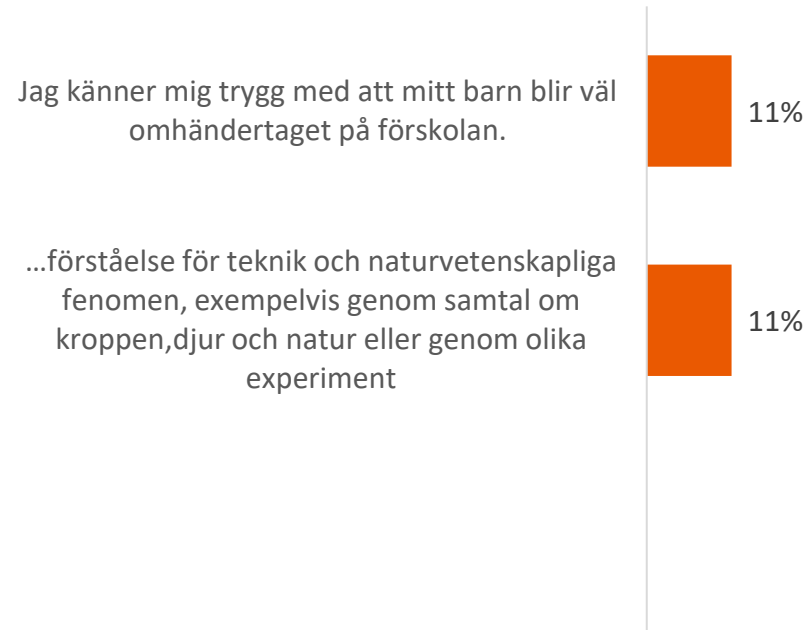 Jag känner mig trygg med att mitt barn blir väl
omhändertaget på förskolan.
11%
…förståelse för teknik och naturvetenskapliga
fenomen, exempelvis genom samtal om
kroppen,djur och natur eller genom olika
experiment
11%